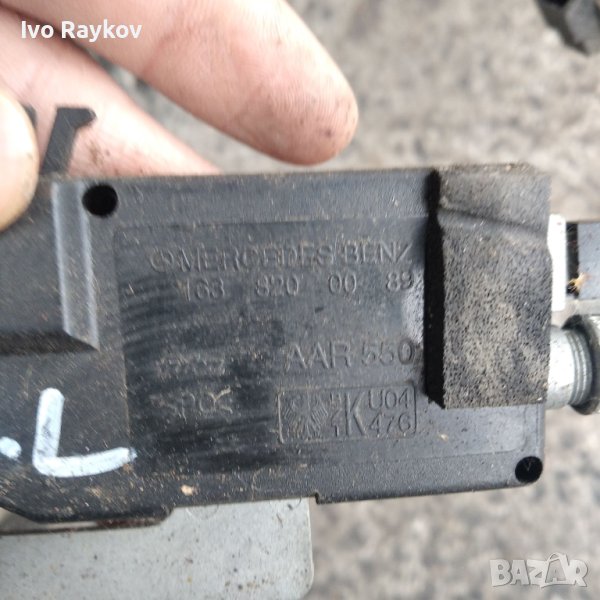 Ivo Raykov
MERCEDES-BENZ
163 820 00 89
AAR 550
K U04
476
.L
BAZAR